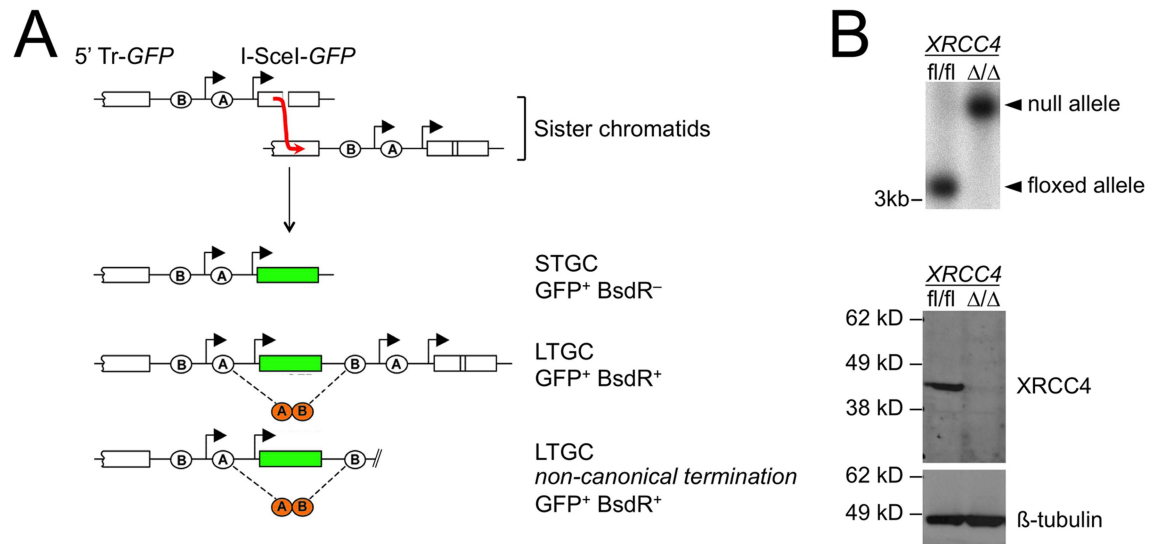 A
5' Tr-GFP
I-SceI-GFP
B A
B A
Sister chromatids
B A
STGC
GFP⁺ BsdR⁻
B A B A
LTGC
GFP⁺ BsdR⁺
A B
B A B
LTGC
non-canonical termination
GFP⁺ BsdR⁺
A B
B
XRCC4
fl/fl Δ/Δ
null allele
floxed allele
3kb
XRCC4
fl/fl Δ/Δ
62 kD
49 kD
XRCC4
38 kD
62 kD
49 kD
ß-tubulin